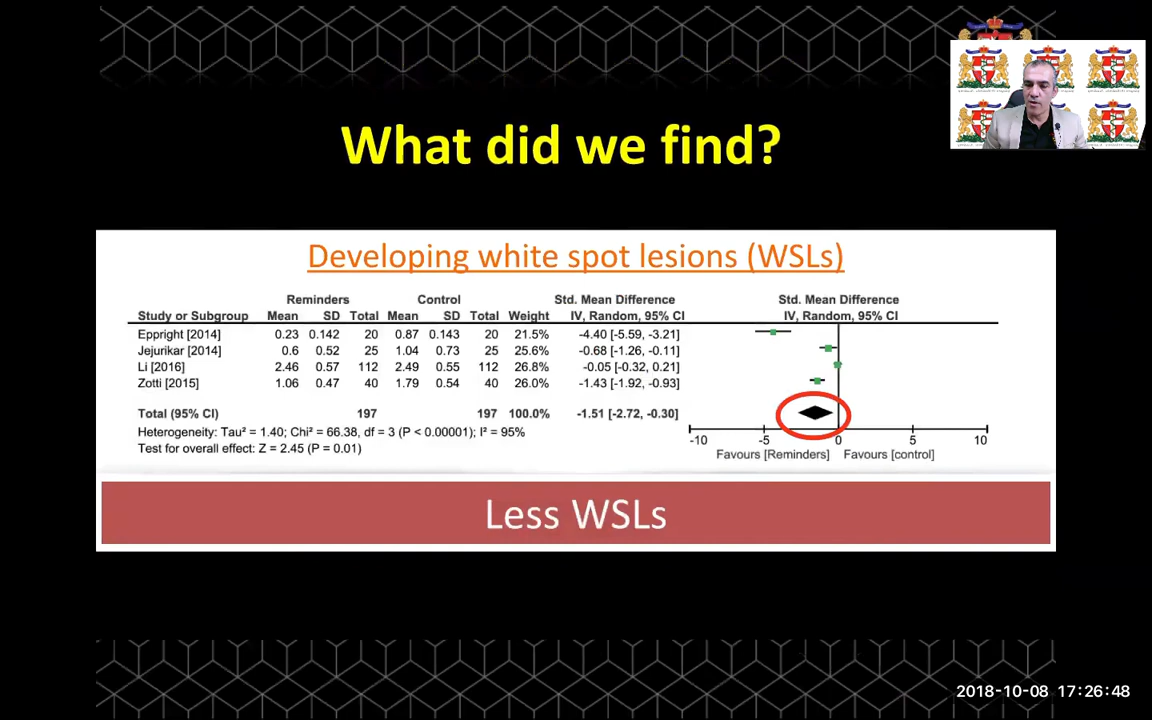 What did we find?
Developing white spot lesions (WSLs)
Reminders Control Std. Mean Difference Std. Mean Difference
Study or Subgroup Mean SD Total Mean SD Total Weight IV, Random, 95% CI IV, Random, 95% CI
Eppright [2014] 0.23 0.142 20 0.87 0.143 20 21.5% -4.40 [-5.59, -3.21]
Jejurikar [2014] 0.6 0.52 25 1.04 0.73 25 25.6% -0.68 [-1.26, -0.11]
Li [2016] 2.46 0.57 112 2.49 0.55 112 26.8% -0.05 [-0.32, 0.21]
Zotti [2015] 1.06 0.47 40 1.79 0.54 40 26.0% -1.43 [-1.92, -0.93]
Total (95% CI) 197 197 100.0% -1.51 [-2.72, -0.30]
Heterogeneity: Tau² = 1.40; Chi² = 66.38, df = 3 (P < 0.00001); I² = 95%
Test for overall effect: Z = 2.45 (P = 0.01)
-10 -5 0 5 10
Favours [Reminders] Favours [control]
Less WSLs
2018-10-08 17:26:48